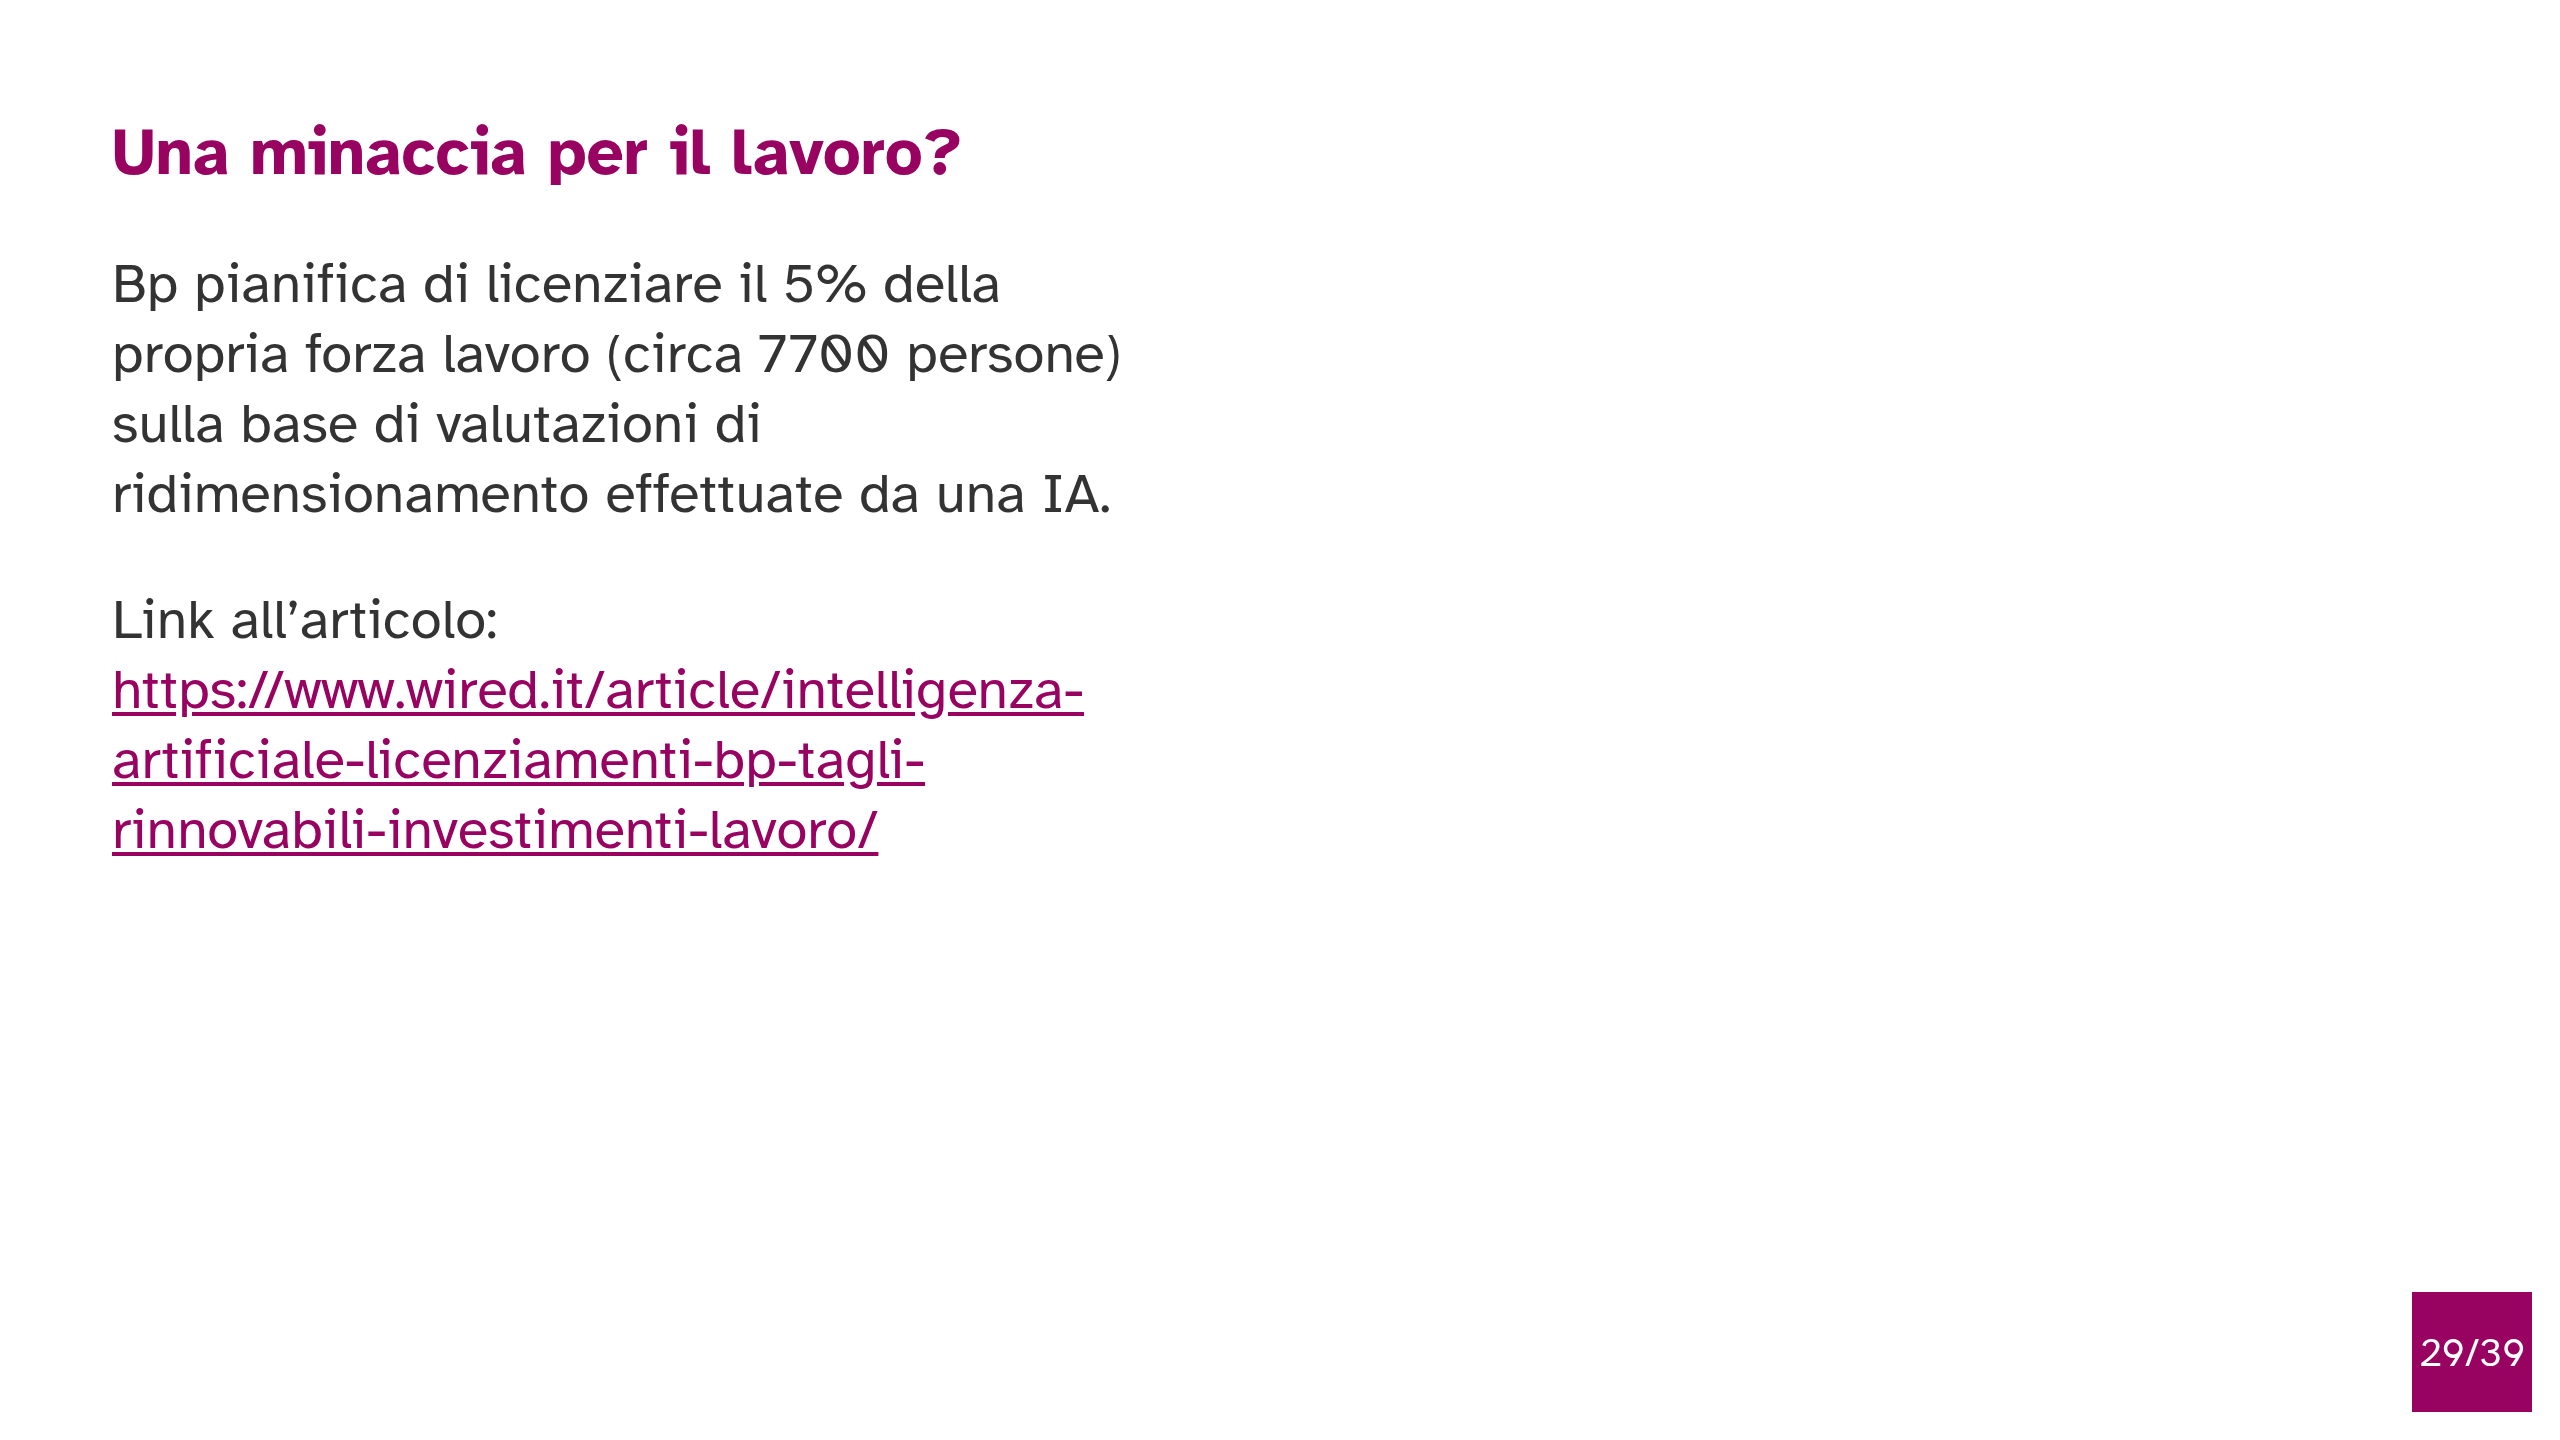 Una minaccia per il lavoro?
Bp pianifica di licenziare il 5% della
propria forza lavoro (circa 7700 persone)
sulla base di valutazioni di
ridimensionamento effettuate da una IA.
Link all’articolo:
https://www.wired.it/article/intelligenza-
artificiale-licenziamenti-bp-tagli-
rinnovabili-investimenti-lavoro/
29/39